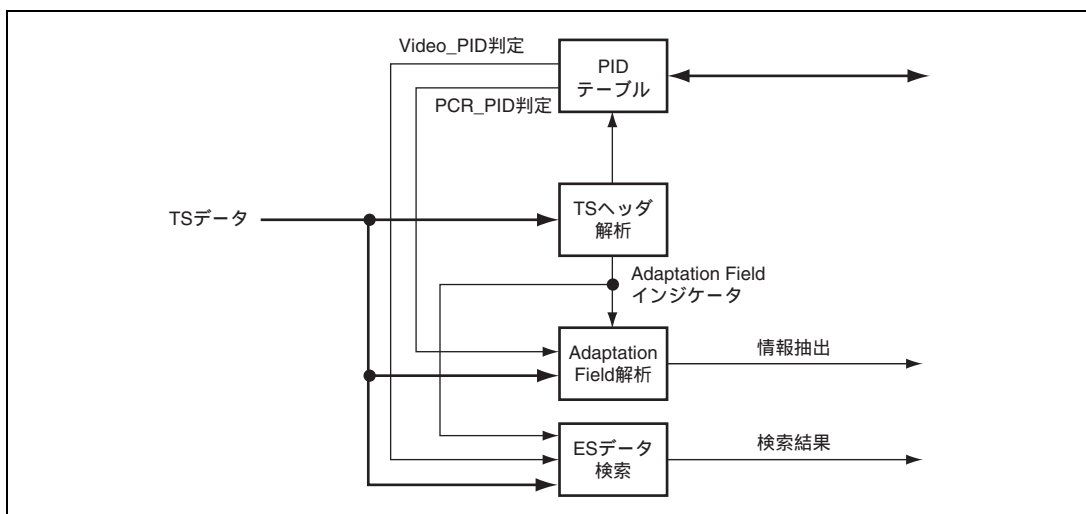 Video_PID判定
PID
テーブル
PCR_PID判定
TSヘッダ
解析
TSデータ
Adaptation Field
インジケータ
Adaptation
Field解析
情報抽出
ESデータ
検索
検索結果